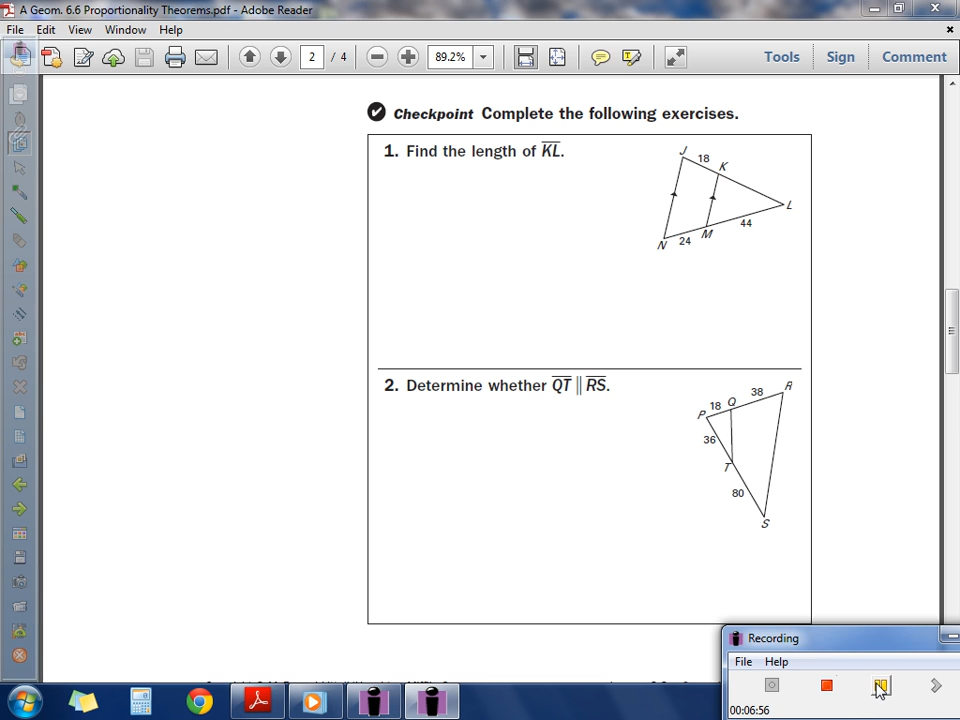 A Geom. 6.6 Proportionality Theorems.pdf - Adobe Reader
File Edit View Window Help
2 / 4 89.2% Tools Sign Comment
Checkpoint Complete the following exercises.
1. Find the length of KL.
J
18
K
L
44
M
24
N
2. Determine whether QT || RS.
R
38
Q
18
P
36
T
80
S
Recording
File Help
00:06:56